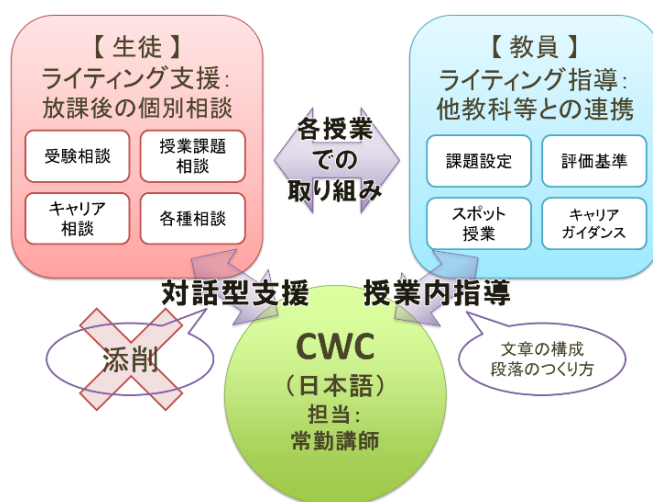 【 生徒 】
ライティング支援：
放課後の個別相談
受験相談
授業課題
相談
キャリア
相談
各種相談
各授業
での
取り組み
【 教員 】
ライティング指導：
他教科等との連携
課題設定
評価基準
スポット
授業
キャリア
ガイダンス
対話型支援
授業内指導
添削
CWC
（日本語）
担当：
常勤講師
文章の構成
段落のつくり方